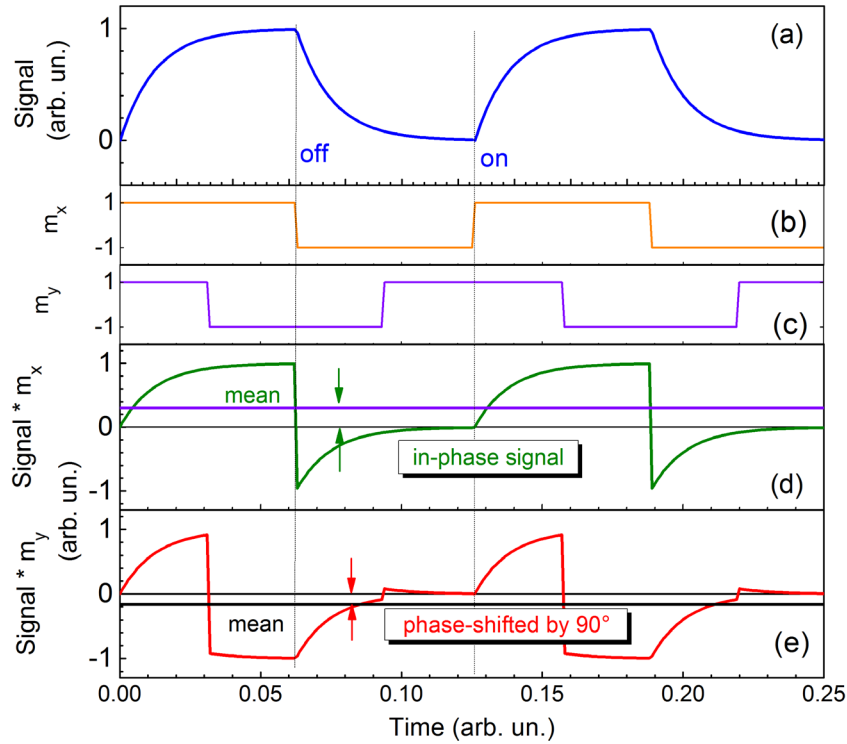 Signal
(arb. un.)
1
0
(a)
off
on
m_x
1
-1
(b)
m_y
1
-1
(c)
Signal * m_x
1
0
-1
mean
in-phase signal
(d)
Signal * m_y
(arb. un.)
1
0
-1
mean
phase-shifted by 90°
(e)
0.00 0.05 0.10 0.15 0.20 0.25
Time (arb. un.)